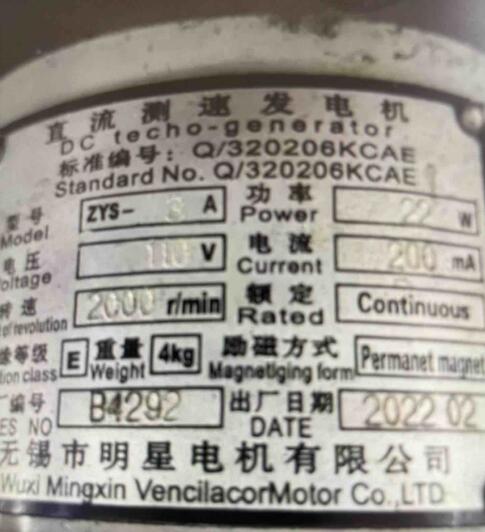 直流测速发电机
DC techo-generator
标准编号: Q/320206KCAE
Standard No. Q/320206KCAE
型号 ZYS- 3 A 功率 22 W
Model Power
电压 110 V 电流 200 mA
oltage Current
转速 2000 r/min 额定 Continuous
of revolution Rated
等级 E 重量 4kg 励磁方式 Permanet magnet
ion class Weight Magnetiging form
编号 B4292 出厂日期 2022 02
ES NO DATE
无锡市明星电机有限公司
Wuxi Mingxin VencilacorMotor Co.,LTD